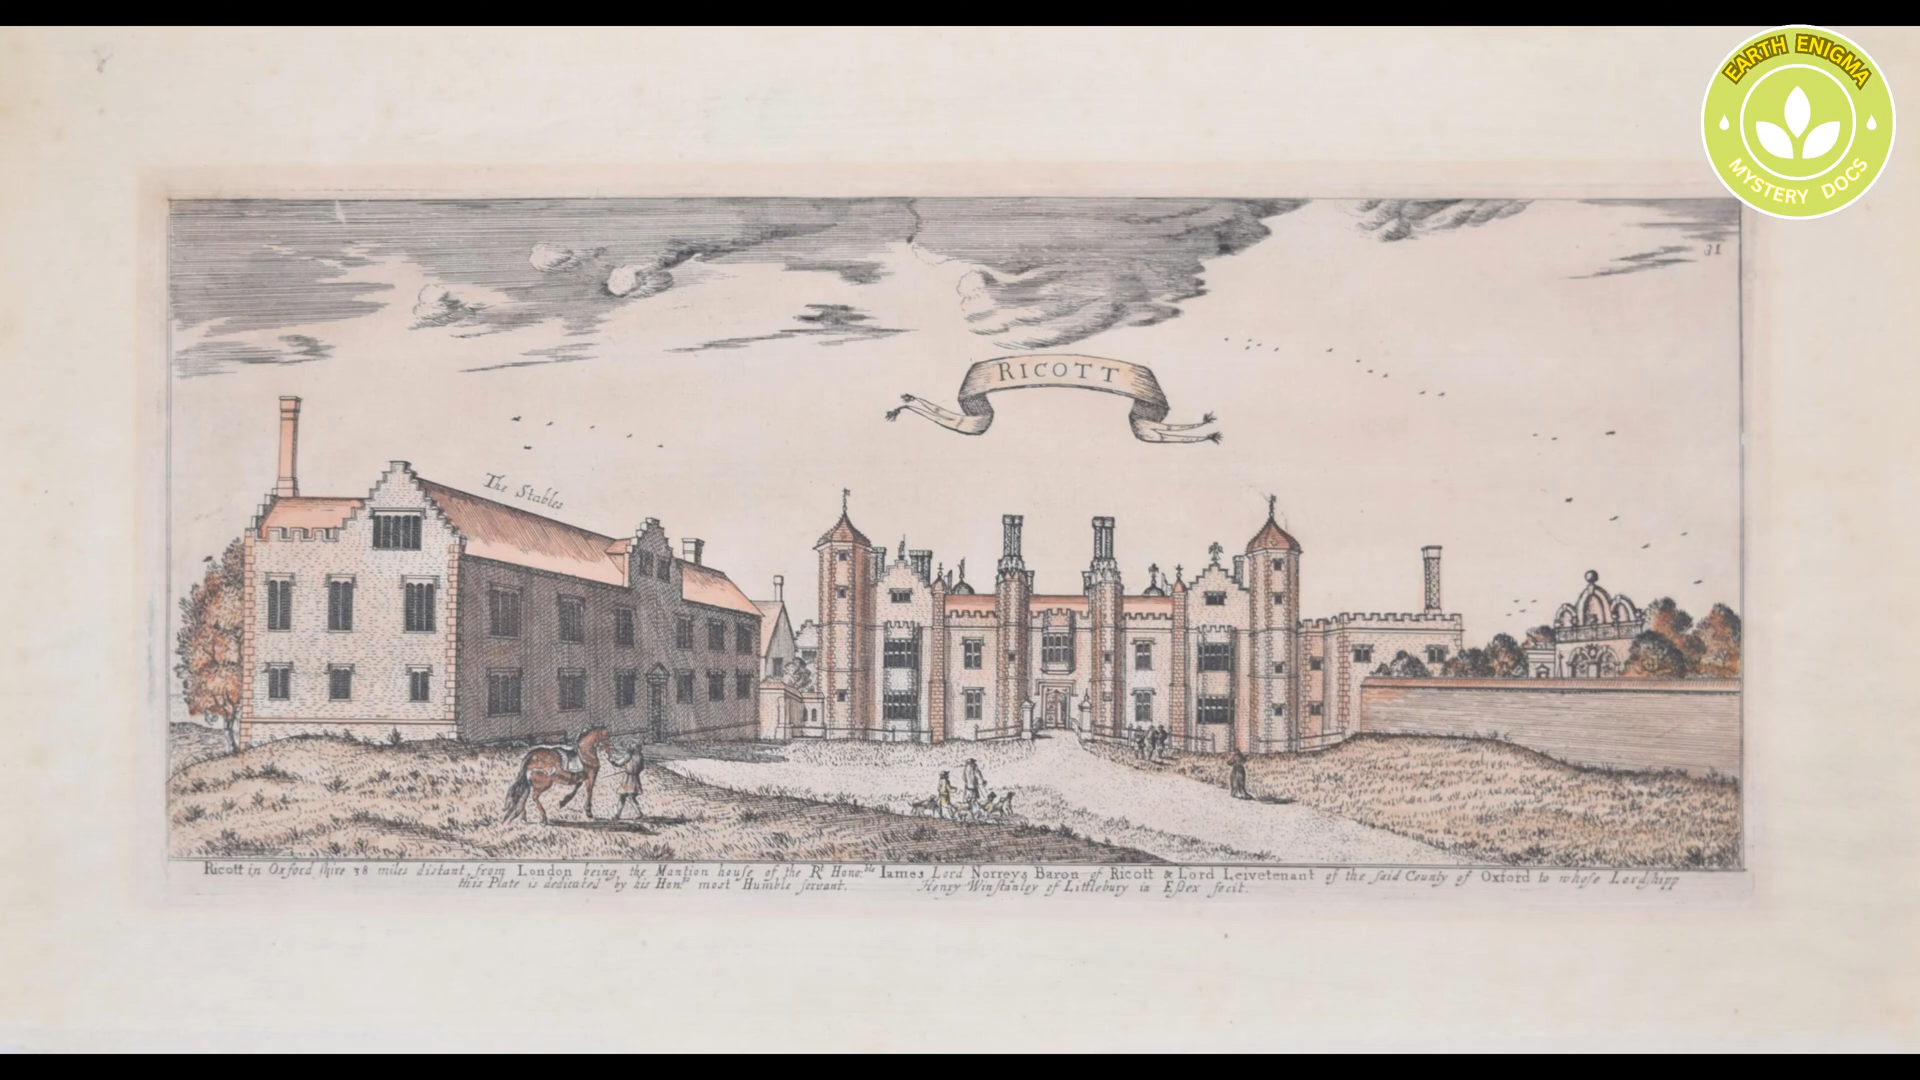 EARTH ENIGMA
MYSTERY DOCS
31
RICOTT
The Stables
Ricott in Oxford shire 38 miles distant from London being the Mantion house of the Rt Honoble Iames Lord Norreys Baron of Ricott & Lord Leivetenant of the said County of Oxford to whose Lordshipp
this Plate is dedicated by his Honrs most Humble servant. Henry Winstanley of Littlebury in Essex fecit.